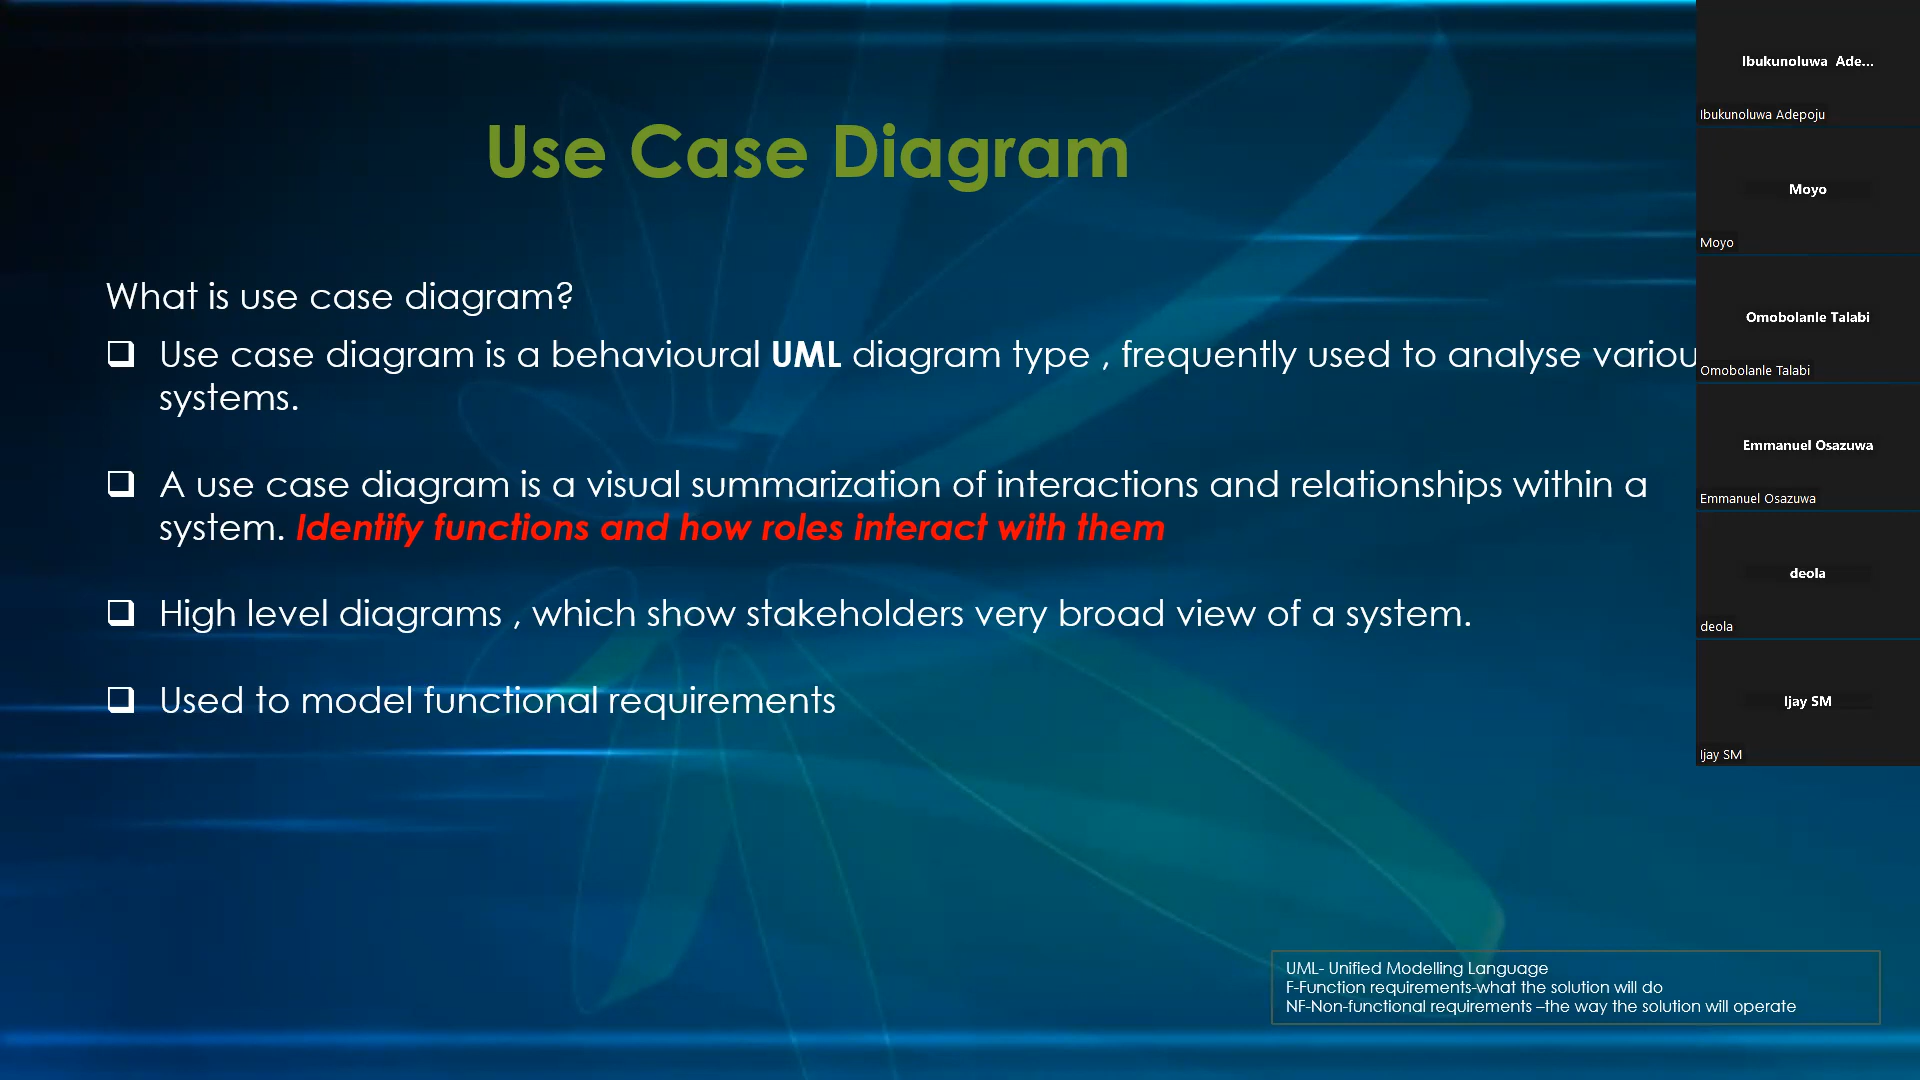 Use Case Diagram
What is use case diagram?
Use case diagram is a behavioural UML diagram type , frequently used to analyse variou
systems.
A use case diagram is a visual summarization of interactions and relationships within a
system. Identify functions and how roles interact with them
High level diagrams , which show stakeholders very broad view of a system.
Used to model functional requirements
UML- Unified Modelling Language
F-Function requirements-what the solution will do
NF-Non-functional requirements –the way the solution will operate
Ibukunoluwa Ade...
Ibukunoluwa Adepoju
Moyo
Moyo
Omobolanle Talabi
Omobolanle Talabi
Emmanuel Osazuwa
Emmanuel Osazuwa
deola
deola
Ijay SM
Ijay SM